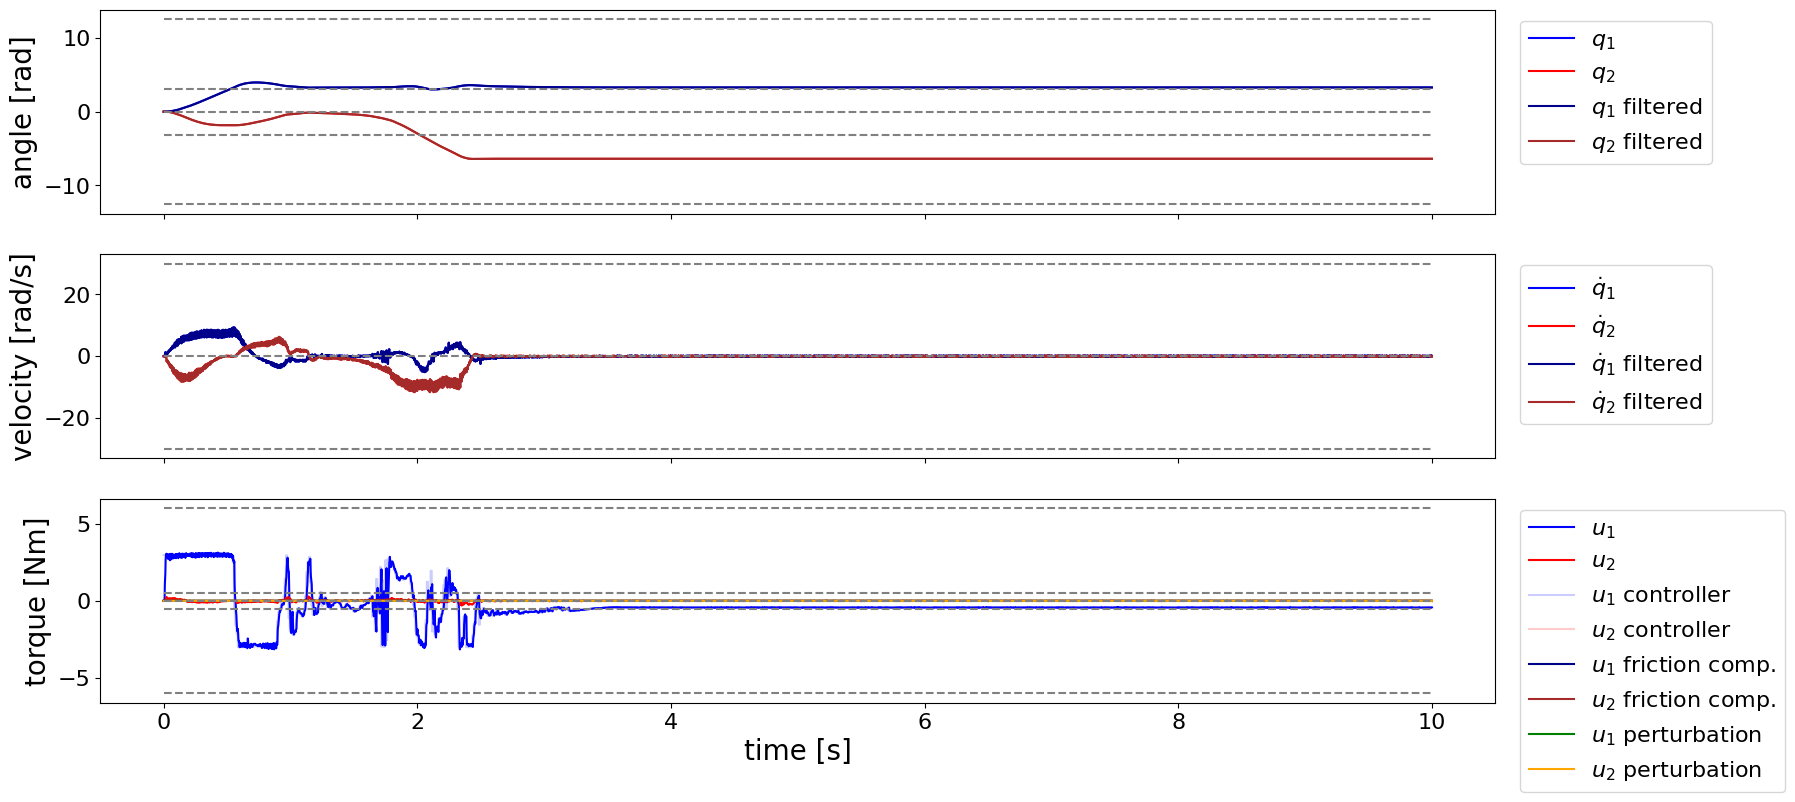 angle [rad]
10
0
−10
q₁
q₂
q₁ filtered
q₂ filtered
velocity [rad/s]
20
0
−20
q̇₁
q̇₂
q̇₁ filtered
q̇₂ filtered
torque [Nm]
5
0
−5
0 2 4 6 8 10
time [s]
u₁
u₂
u₁ controller
u₂ controller
u₁ friction comp.
u₂ friction comp.
u₁ perturbation
u₂ perturbation